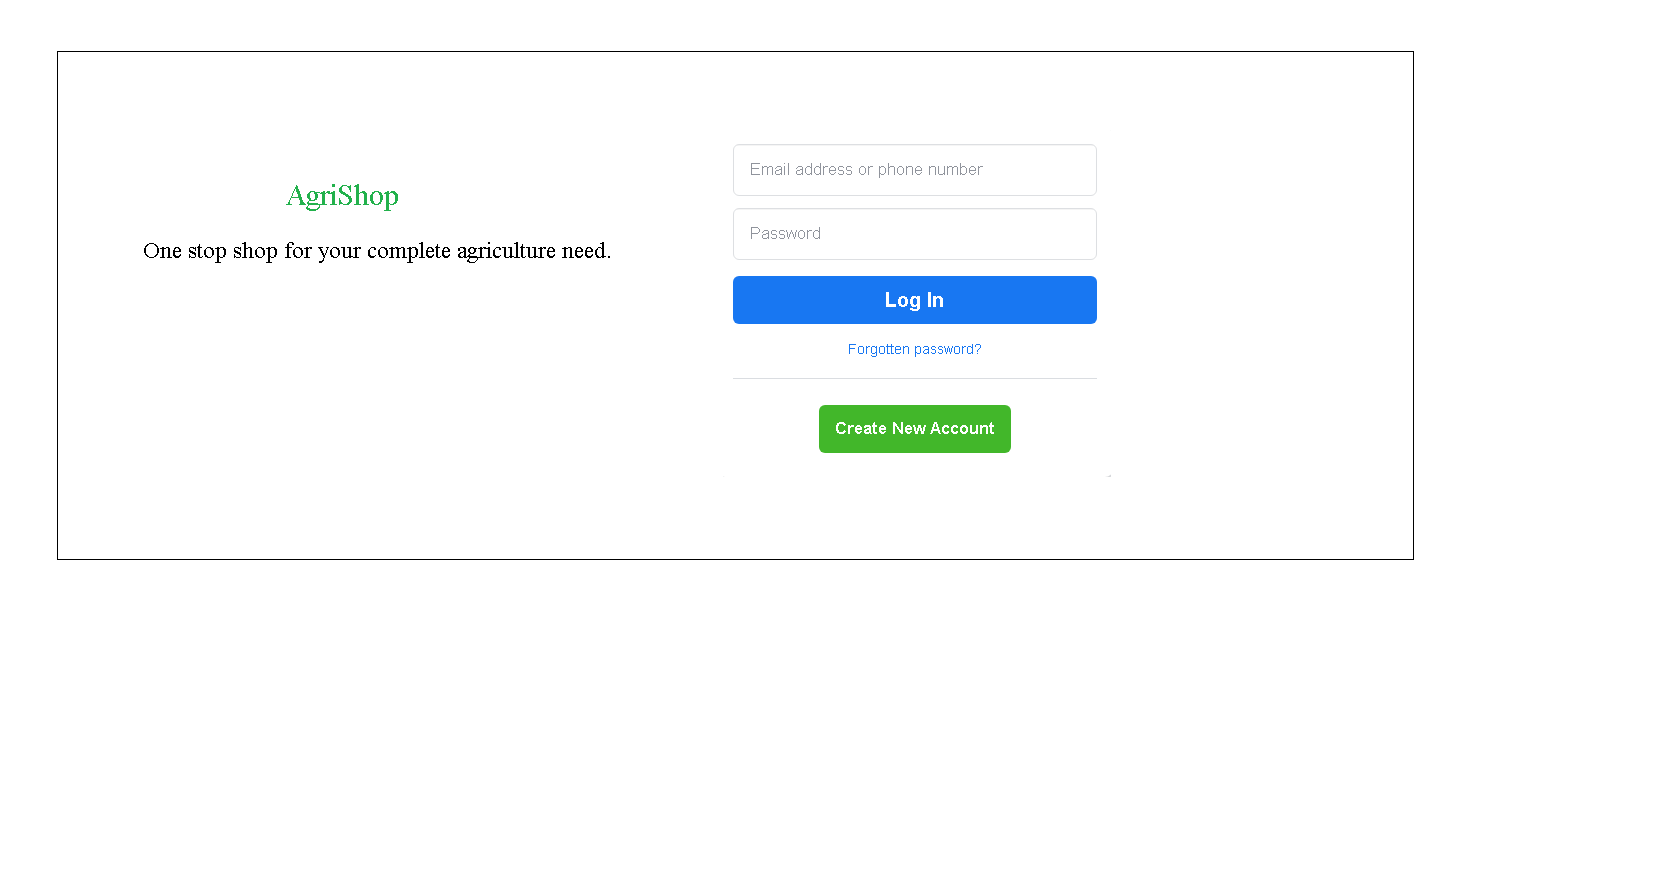 AgriShop
One stop shop for your complete agriculture need.
Email address or phone number
Password
Log In
Forgotten password?
Create New Account